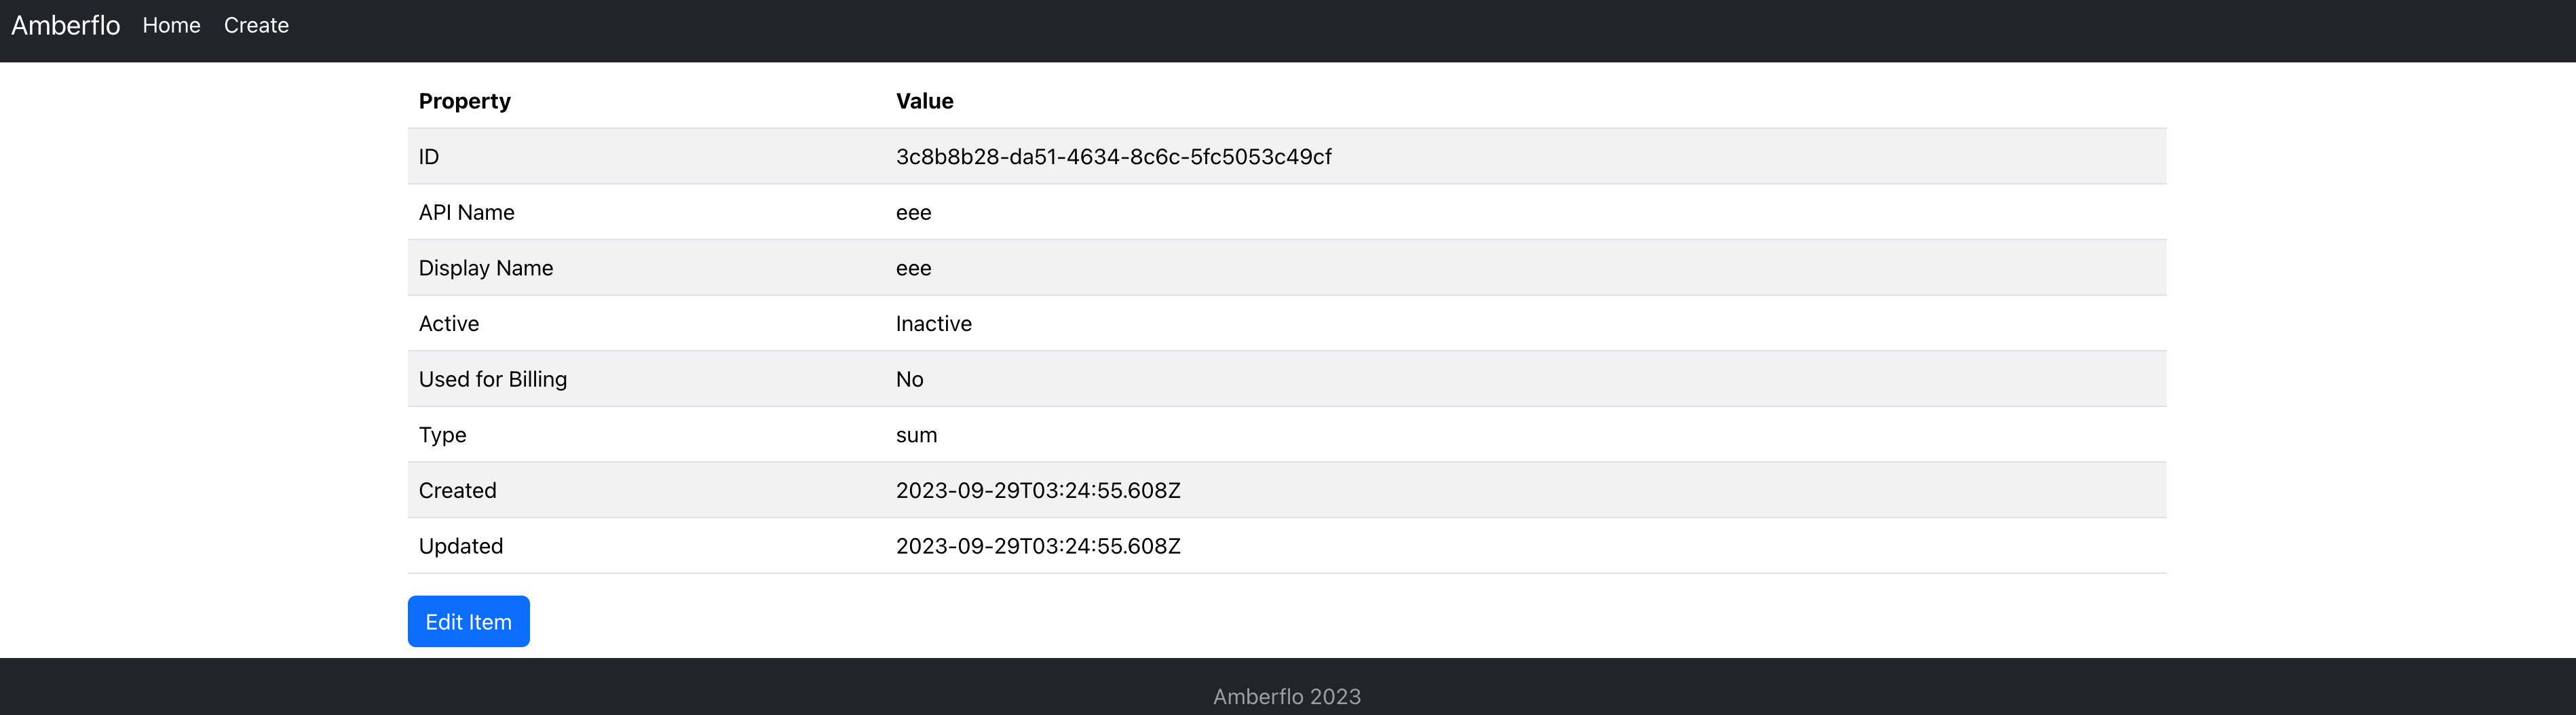 Amberflo Home Create
Property Value
ID 3c8b8b28-da51-4634-8c6c-5fc5053c49cf
API Name eee
Display Name eee
Active Inactive
Used for Billing No
Type sum
Created 2023-09-29T03:24:55.608Z
Updated 2023-09-29T03:24:55.608Z
Edit Item
Amberflo 2023